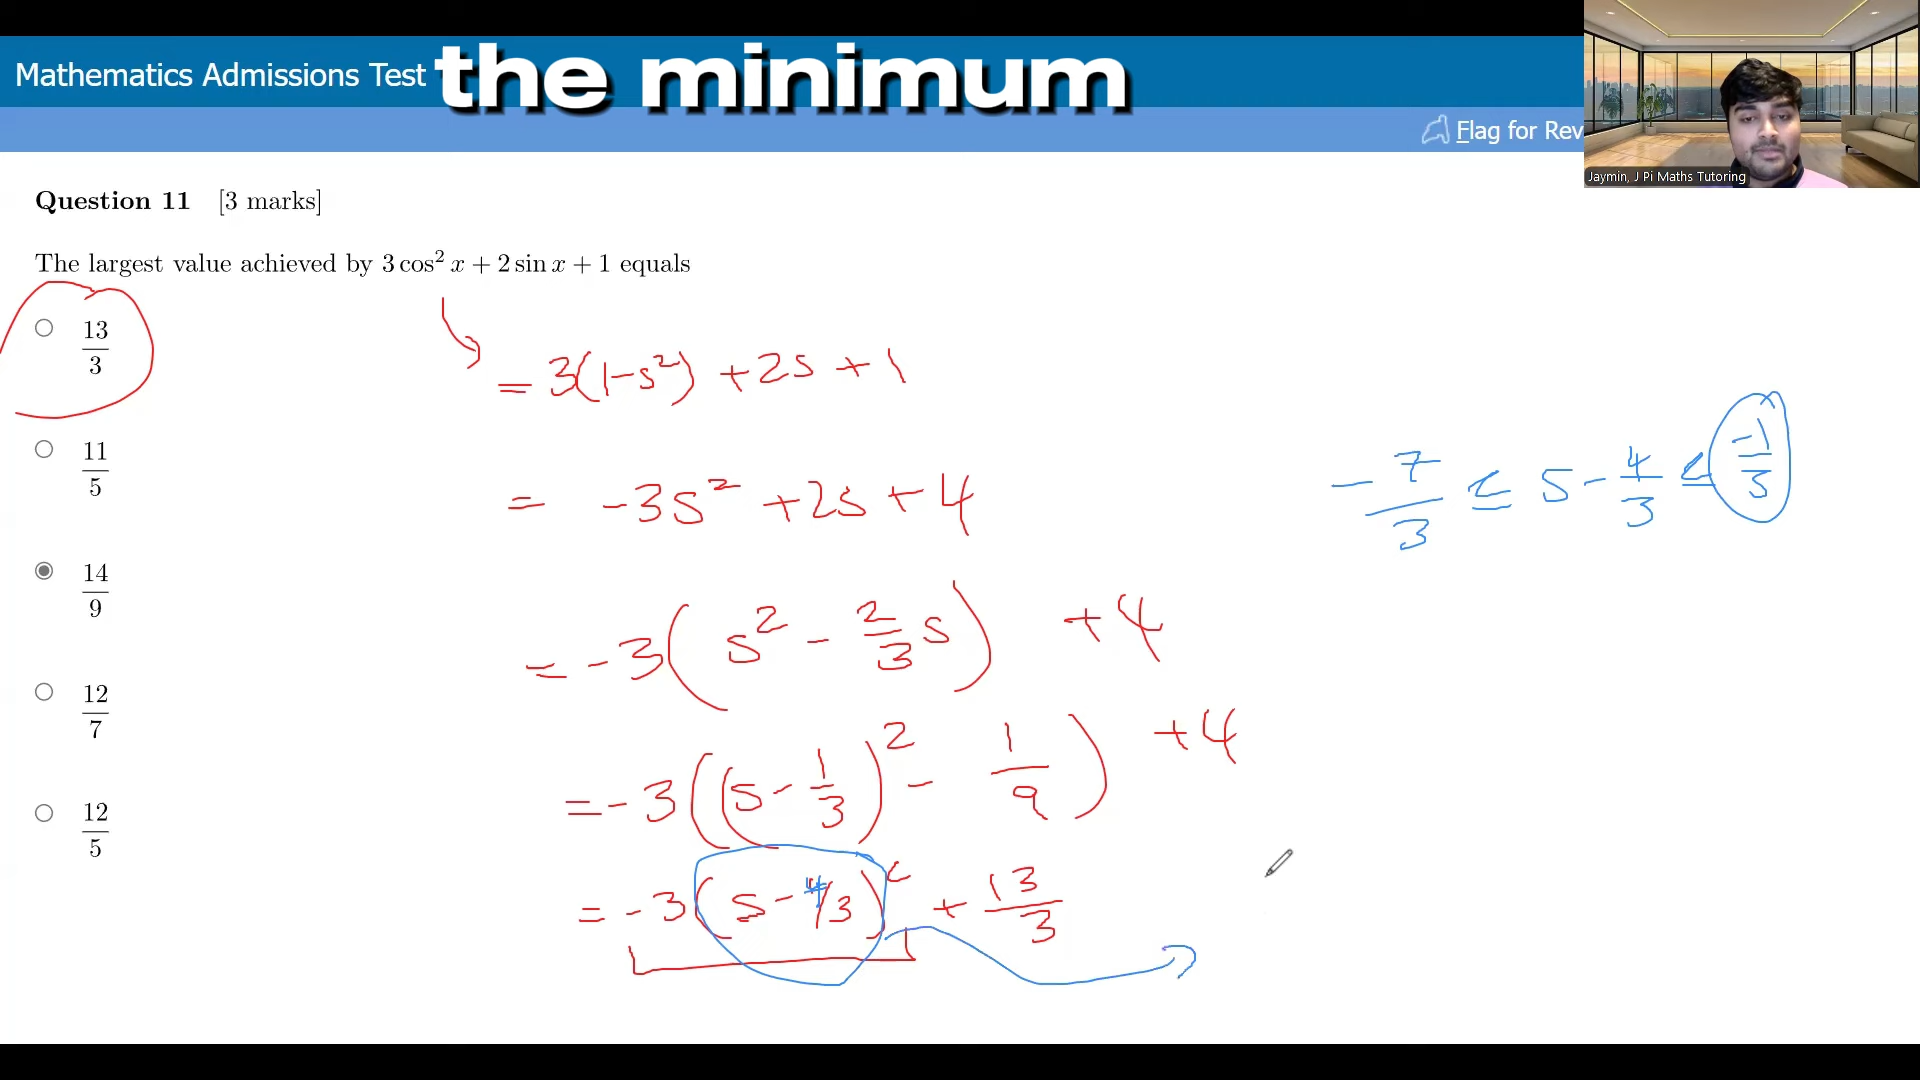 Mathematics Admissions Test
the minimum
Flag for Rev
Jaymin, J Pi Maths Tutoring
Question 11 [3 marks]
The largest value achieved by 3 cos² x + 2 sin x + 1 equals
13/3
11/5
14/9
12/7
12/5
= 3(1-s²) + 2s + 1
= -3s² + 2s + 4
= -3(s² - 2/3 s) + 4
= -3((s - 1/3)² - 1/9) + 4
= -3(s - 4/3)² + 13/3
-7/3 ≤ s - 4/3 ≤ -1/3